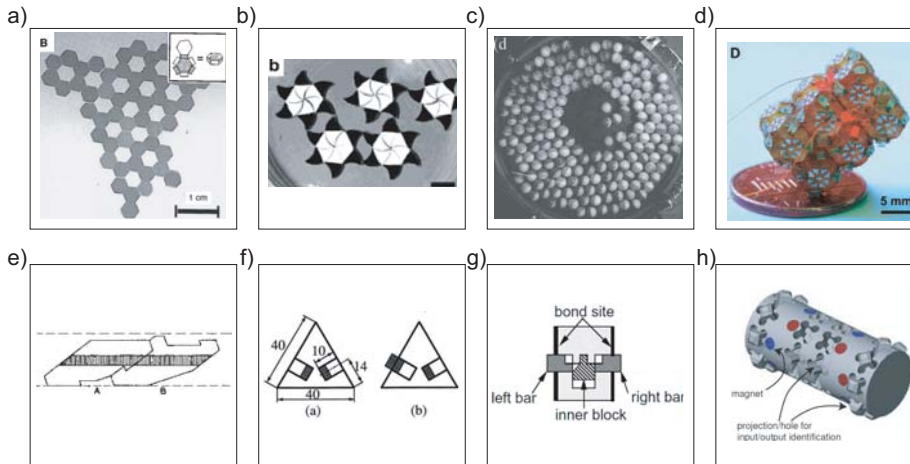 a)
b)
c)
d)
B
=
1 cm
b
d
D
5 mm
e)
f)
g)
h)
A
B
40
10
14
40
(a)
(b)
bond site
left bar
right bar
inner block
magnet
projection/hole for
input/output identification